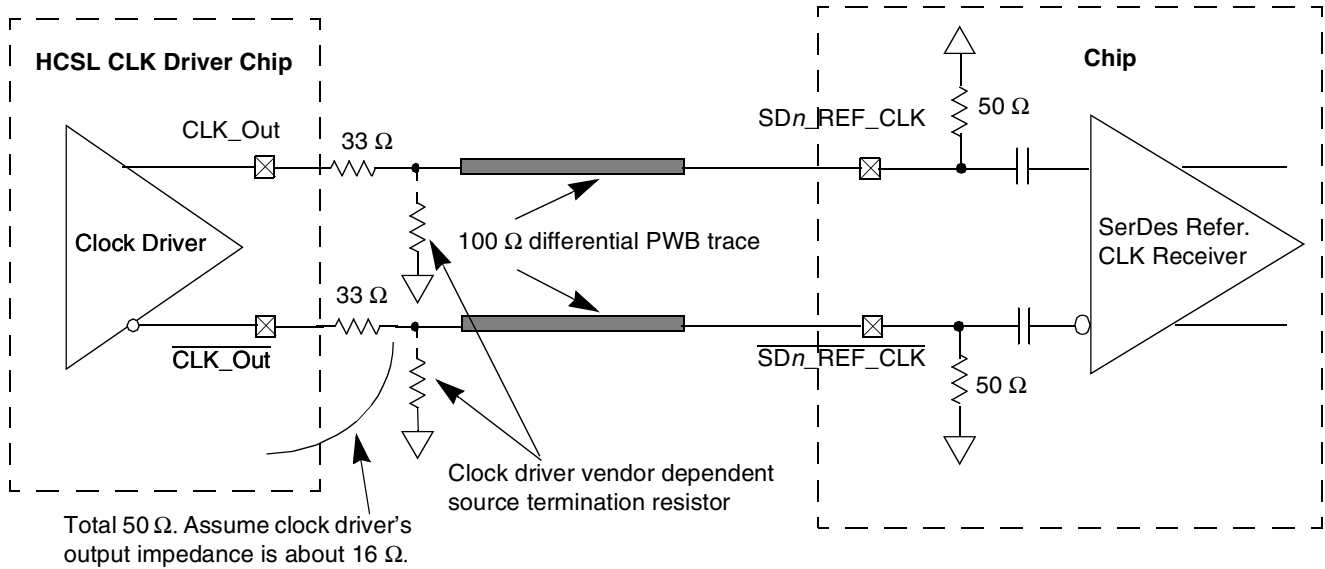 HCSL CLK Driver Chip
Chip
CLK_Out
33 Ω
SDn_REF_CLK
50 Ω
Clock Driver
100 Ω differential PWB trace
SerDes Refer.
CLK Receiver
33 Ω
CLK_Out
SDn_REF_CLK
50 Ω
Clock driver vendor dependent
source termination resistor
Total 50 Ω. Assume clock driver's
output impedance is about 16 Ω.